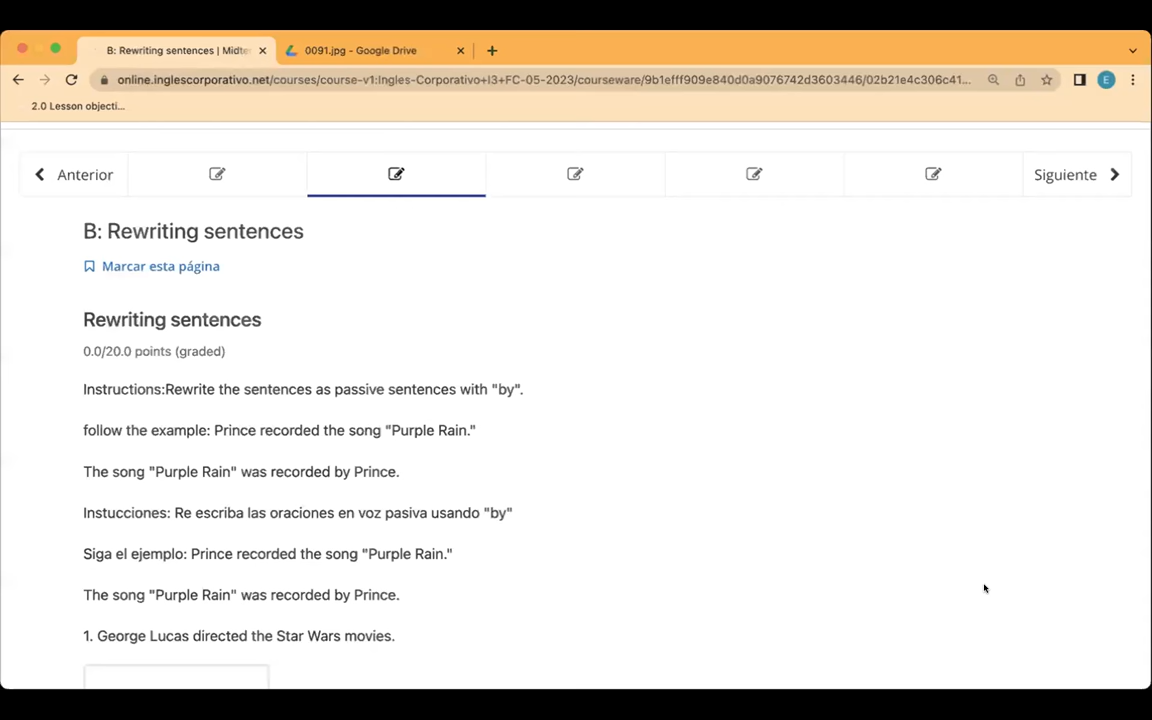 B: Rewriting sentences | Midte
0091.jpg - Google Drive
online.inglescorporativo.net/courses/course-v1:Ingles-Corporativo+I3+FC-05-2023/courseware/9b1efff909e840d0a9076742d3603446/02b21e4c306c41...
E
2.0 Lesson objecti...
Anterior
Siguiente
B: Rewriting sentences
Marcar esta página
Rewriting sentences
0.0/20.0 points (graded)
Instructions:Rewrite the sentences as passive sentences with "by".
follow the example: Prince recorded the song "Purple Rain."
The song "Purple Rain" was recorded by Prince.
Instucciones: Re escriba las oraciones en voz pasiva usando "by"
Siga el ejemplo: Prince recorded the song "Purple Rain."
The song "Purple Rain" was recorded by Prince.
1. George Lucas directed the Star Wars movies.